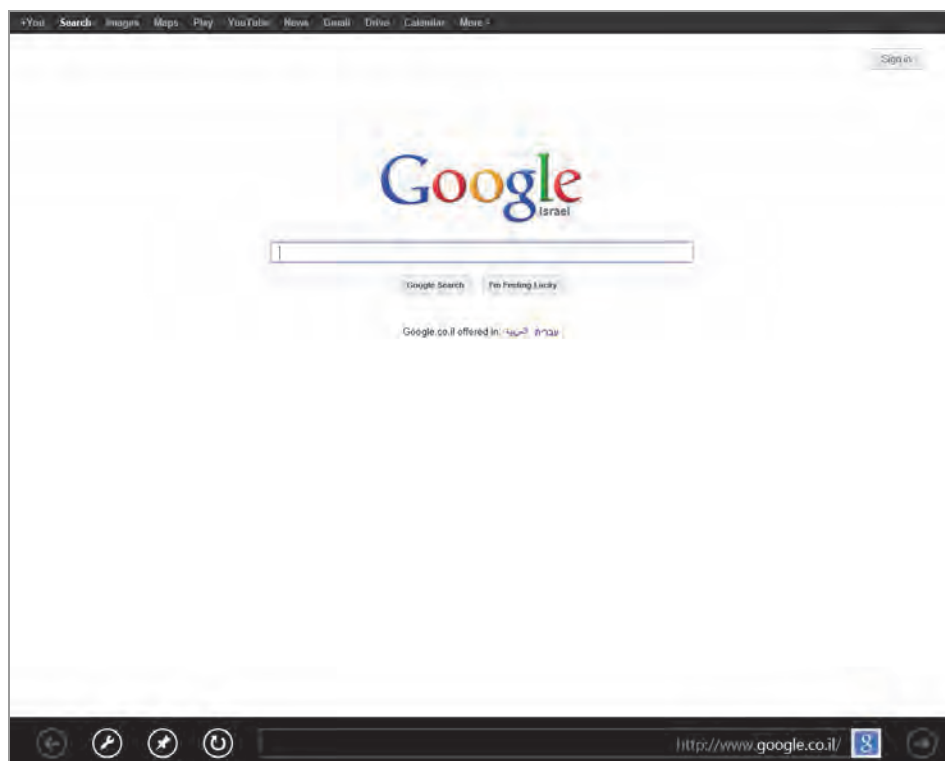 +You Search Images Maps Play YouTube News Gmail Drive Calendar More
Sign in
Google
Israel
Google Search I'm Feeling Lucky
Google.co.il offered in: עברית العربية
http://www.google.co.il/ 8